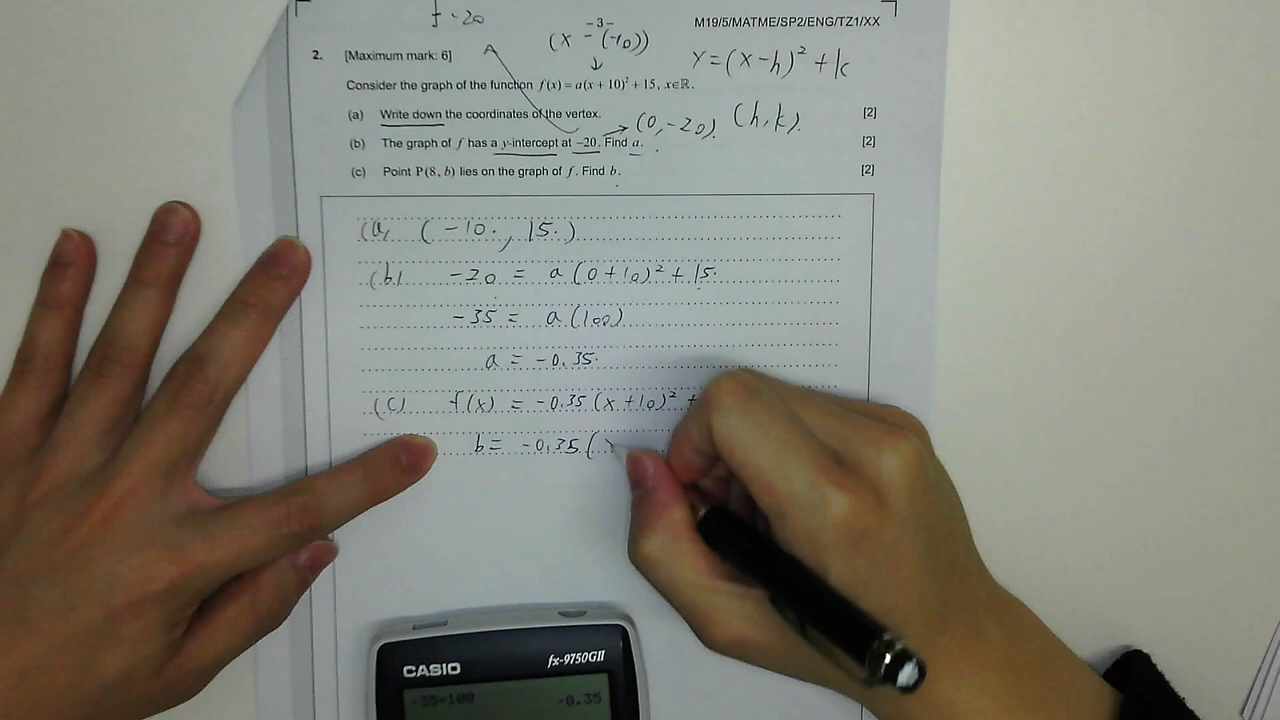 f -20
-3-
M19/5/MATME/SP2/ENG/TZ1/XX
(x - (-10))
y = (x-h)² + k
2. [Maximum mark: 6]
Consider the graph of the function f(x) = a(x + 10)² + 15, x∈ℝ.
(a) Write down the coordinates of the vertex. [2]
(h, k).
→ (0, -20)
(b) The graph of f has a y-intercept at −20. Find a. [2]
(c) Point P(8, b) lies on the graph of f. Find b. [2]
(a) (-10, 15.)
(b) -20 = a(0+10)² + 15.
-35 = a(100)
a = -0.35.
(c) f(x) = -0.35(x+10)² +
b = -0.35(
CASIO fx-9750GII
-35÷100 -0.35